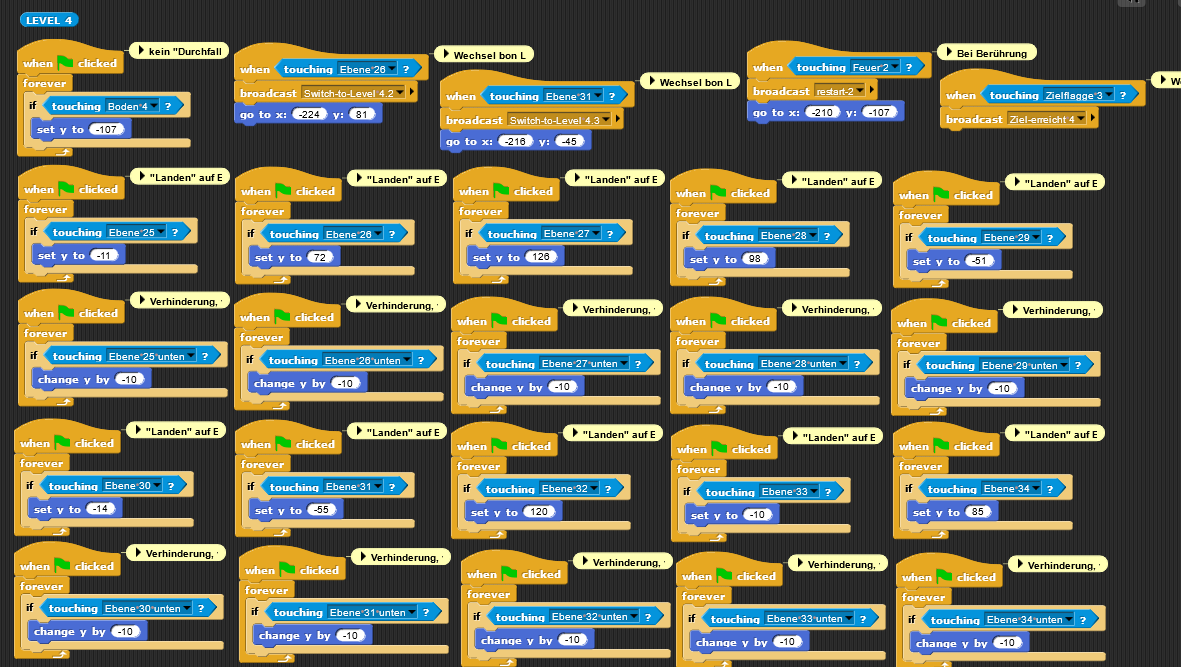 LEVEL 4
when clicked
kein "Durchfall
forever
if touching Boden 4 ?
set y to -107
when touching Ebene 26 ?
Wechsel bon L
broadcast Switch-to-Level 4.2
go to x: -224 y: 81
when touching Ebene 31 ?
Wechsel bon L
broadcast Switch-to-Level 4.3
go to x: -216 y: -45
when touching Feuer 2 ?
Bei Berührung
broadcast restart-2
go to x: -210 y: -107
when touching Zielflagge 3 ?
broadcast Ziel-erreicht 4
when clicked
"Landen" auf E
forever
if touching Ebene 25 ?
set y to -11
when clicked
"Landen" auf E
forever
if touching Ebene 26 ?
set y to 72
when clicked
"Landen" auf E
forever
if touching Ebene 27 ?
set y to 126
when clicked
"Landen" auf E
forever
if touching Ebene 28 ?
set y to 98
when clicked
"Landen" auf E
forever
if touching Ebene 29 ?
set y to -51
when clicked
Verhinderung,
forever
if touching Ebene 25 unten ?
change y by -10
when clicked
Verhinderung,
forever
if touching Ebene 26 unten ?
change y by -10
when clicked
Verhinderung,
forever
if touching Ebene 27 unten ?
change y by -10
when clicked
Verhinderung,
forever
if touching Ebene 28 unten ?
change y by -10
when clicked
Verhinderung,
forever
if touching Ebene 29 unten ?
change y by -10
when clicked
"Landen" auf E
forever
if touching Ebene 30 ?
set y to -14
when clicked
"Landen" auf E
forever
if touching Ebene 31 ?
set y to -55
when clicked
"Landen" auf E
forever
if touching Ebene 32 ?
set y to 120
when clicked
"Landen" auf E
forever
if touching Ebene 33 ?
set y to -10
when clicked
"Landen" auf E
forever
if touching Ebene 34 ?
set y to 85
when clicked
Verhinderung,
forever
if touching Ebene 30 unten ?
change y by -10
when clicked
Verhinderung,
forever
if touching Ebene 31 unten ?
change y by -10
when clicked
Verhinderung,
forever
if touching Ebene 32 unten ?
change y by -10
when clicked
Verhinderung,
forever
if touching Ebene 33 unten ?
change y by -10
when clicked
Verhinderung,
forever
if touching Ebene 34 unten ?
change y by -10